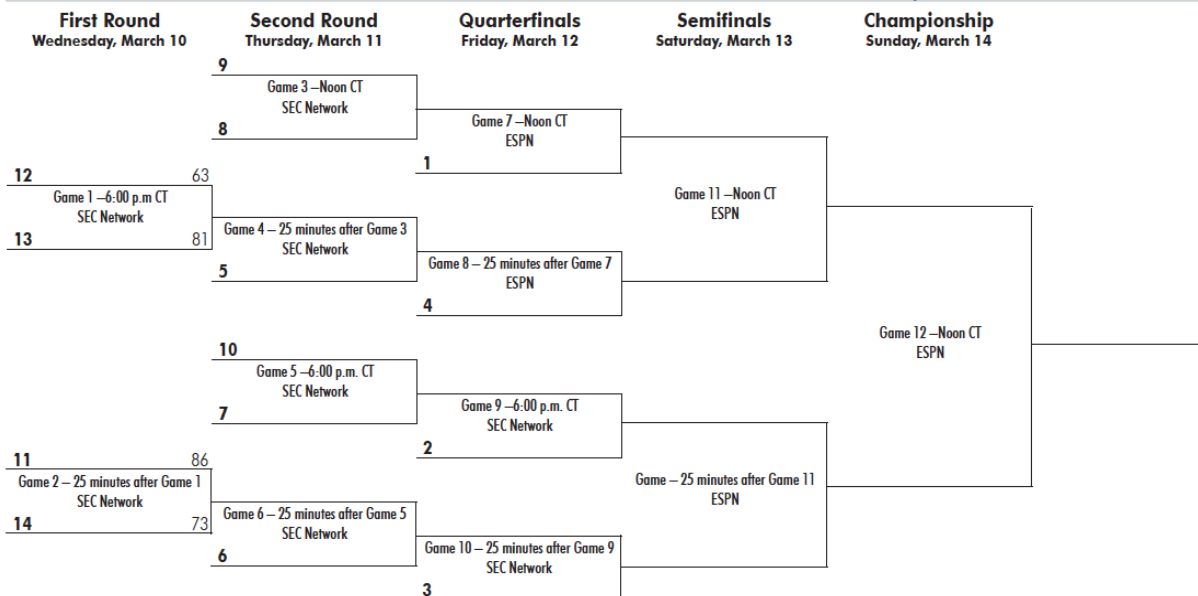 First Round
Wednesday, March 10
Second Round
Thursday, March 11
Quarterfinals
Friday, March 12
Semifinals
Saturday, March 13
Championship
Sunday, March 14
9
Game 3 –Noon CT
SEC Network
8
Game 7 –Noon CT
ESPN
1
12 63
Game 1 –6:00 p.m CT
SEC Network
13 81
Game 4 – 25 minutes after Game 3
SEC Network
5
Game 8 – 25 minutes after Game 7
ESPN
4
Game 11 –Noon CT
ESPN
10
Game 5 –6:00 p.m. CT
SEC Network
7
Game 9 –6:00 p.m. CT
SEC Network
2
11 86
Game 2 – 25 minutes after Game 1
SEC Network
14 73
Game 6 – 25 minutes after Game 5
SEC Network
6
Game 10 – 25 minutes after Game 9
SEC Network
3
Game – 25 minutes after Game 11
ESPN
Game 12 –Noon CT
ESPN